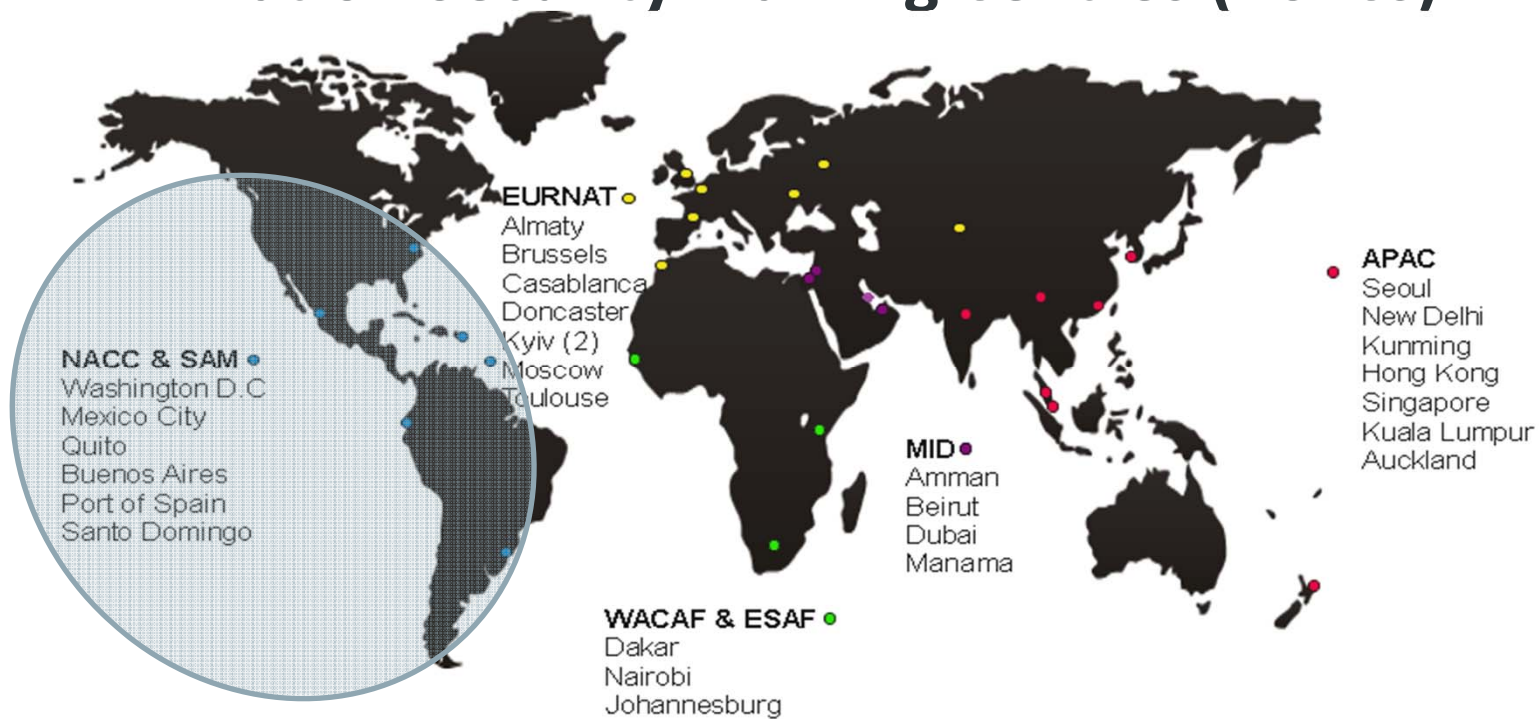 EURNAT
Almaty
Brussels
Casablanca
Doncaster
Kyiv (2)
Moscow
Toulouse
APAC
Seoul
New Delhi
Kunming
Hong Kong
Singapore
Kuala Lumpur
Auckland
NACC & SAM
Washington D.C
Mexico City
Quito
Buenos Aires
Port of Spain
Santo Domingo
MID
Amman
Beirut
Dubai
Manama
WACAF & ESAF
Dakar
Nairobi
Johannesburg